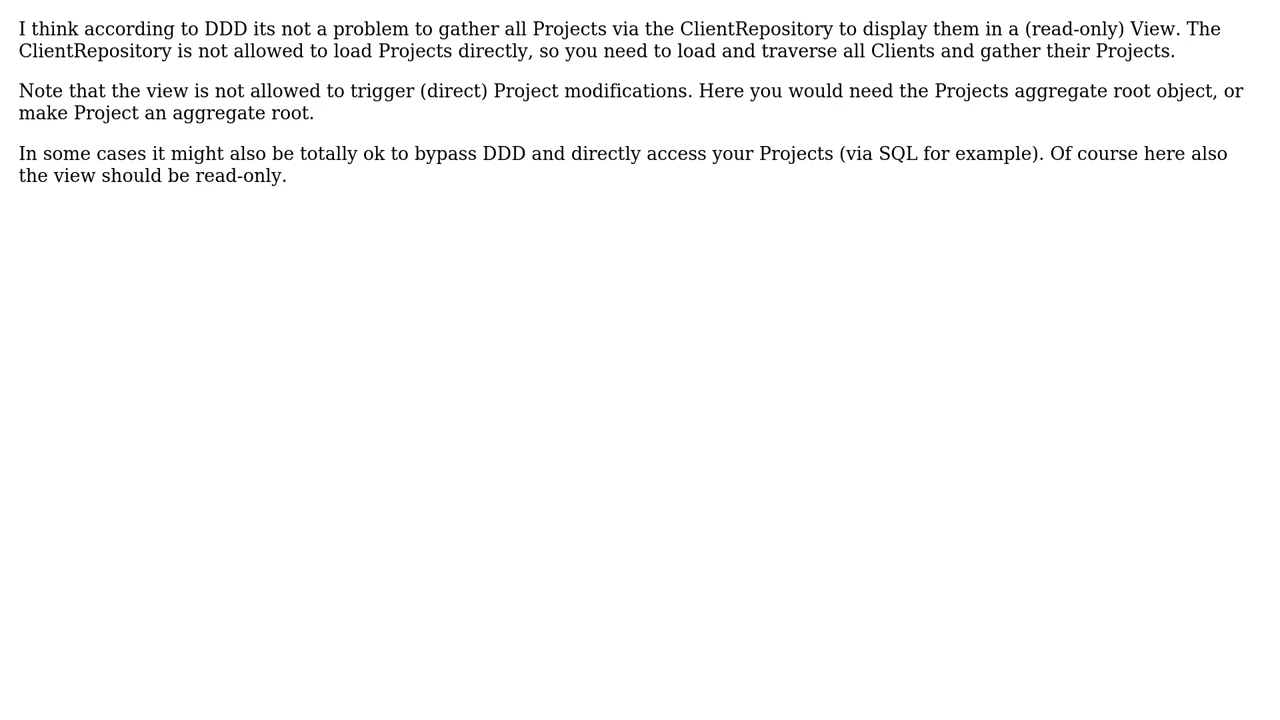 I think according to DDD its not a problem to gather all Projects via the ClientRepository to display them in a (read-only) View. The
ClientRepository is not allowed to load Projects directly, so you need to load and traverse all Clients and gather their Projects.
Note that the view is not allowed to trigger (direct) Project modifications. Here you would need the Projects aggregate root object, or
make Project an aggregate root.
In some cases it might also be totally ok to bypass DDD and directly access your Projects (via SQL for example). Of course here also
the view should be read-only.